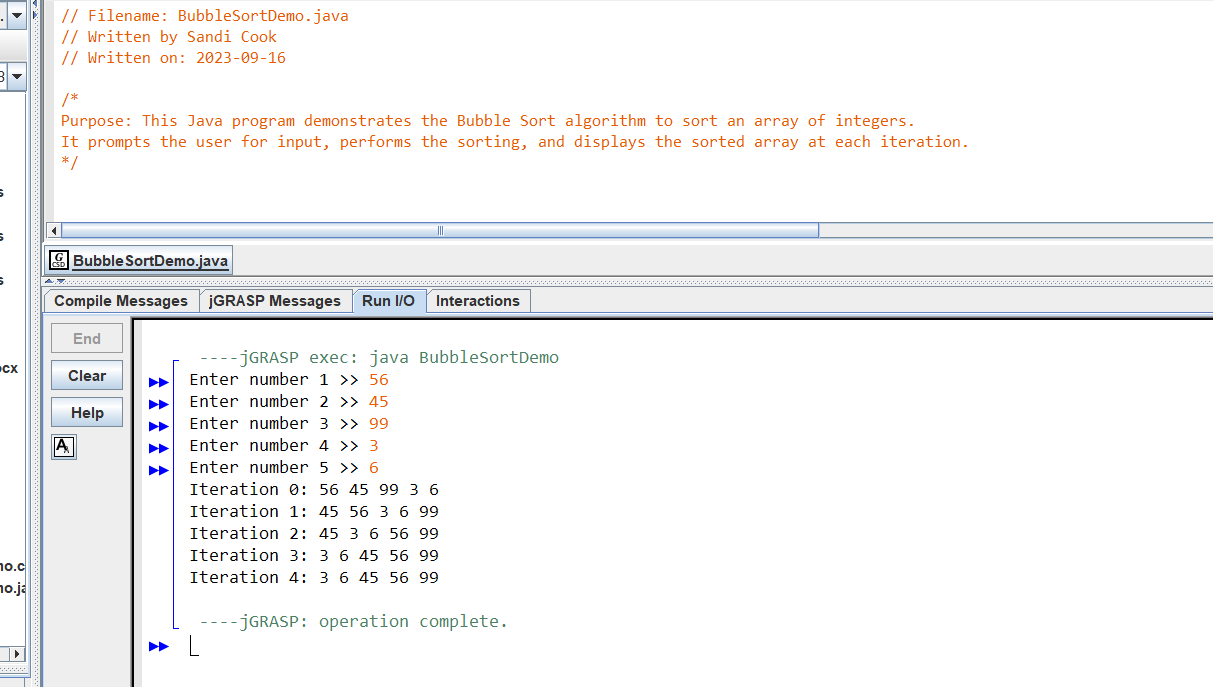 // Filename: BubbleSortDemo.java
// Written by Sandi Cook
// Written on: 2023-09-16
/*
Purpose: This Java program demonstrates the Bubble Sort algorithm to sort an array of integers.
It prompts the user for input, performs the sorting, and displays the sorted array at each iteration.
*/
BubbleSortDemo.java
Compile Messages jGRASP Messages Run I/O Interactions
End
Clear
Help
----jGRASP exec: java BubbleSortDemo
Enter number 1 >> 56
Enter number 2 >> 45
Enter number 3 >> 99
Enter number 4 >> 3
Enter number 5 >> 6
Iteration 0: 56 45 99 3 6
Iteration 1: 45 56 3 6 99
Iteration 2: 45 3 6 56 99
Iteration 3: 3 6 45 56 99
Iteration 4: 3 6 45 56 99
----jGRASP: operation complete.